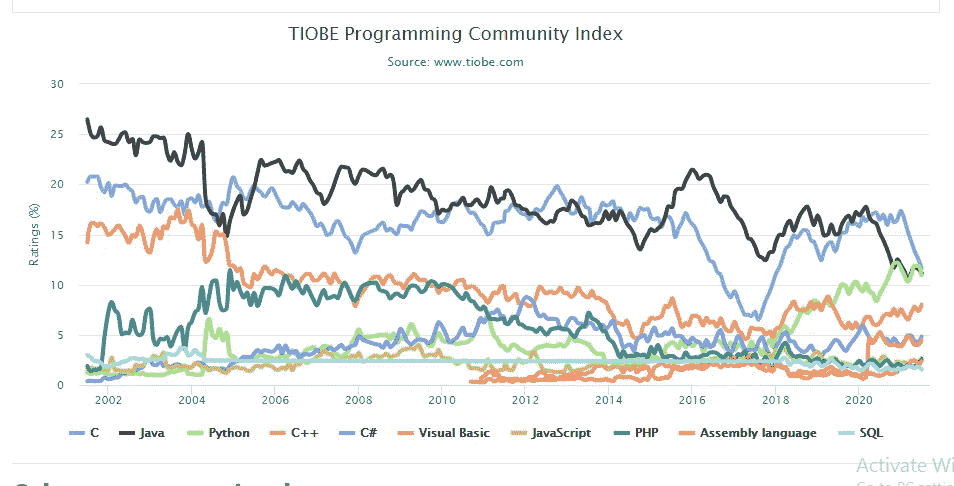 TIOBE Programming Community Index
Source: www.tiobe.com
30
25
20
15
10
5
0
Ratings (%)
2002 2004 2006 2008 2010 2012 2014 2016 2018 2020
C Java Python C++ C# Visual Basic JavaScript PHP Assembly language SQL
Activate Wi